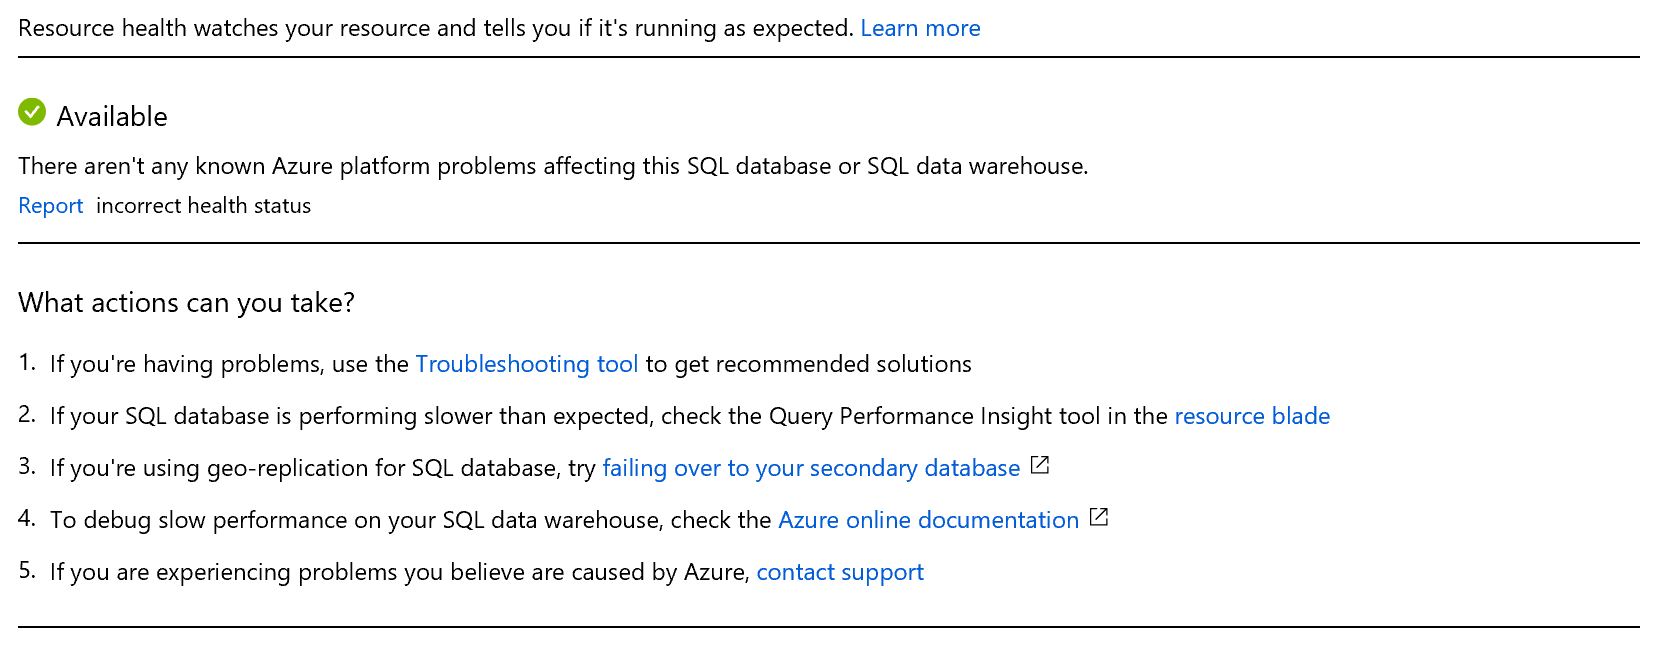 Resource health watches your resource and tells you if it's running as expected. Learn more
Available
There aren't any known Azure platform problems affecting this SQL database or SQL data warehouse.
Report incorrect health status
What actions can you take?
1. If you're having problems, use the Troubleshooting tool to get recommended solutions
2. If your SQL database is performing slower than expected, check the Query Performance Insight tool in the resource blade
3. If you're using geo-replication for SQL database, try failing over to your secondary database
4. To debug slow performance on your SQL data warehouse, check the Azure online documentation
5. If you are experiencing problems you believe are caused by Azure, contact support